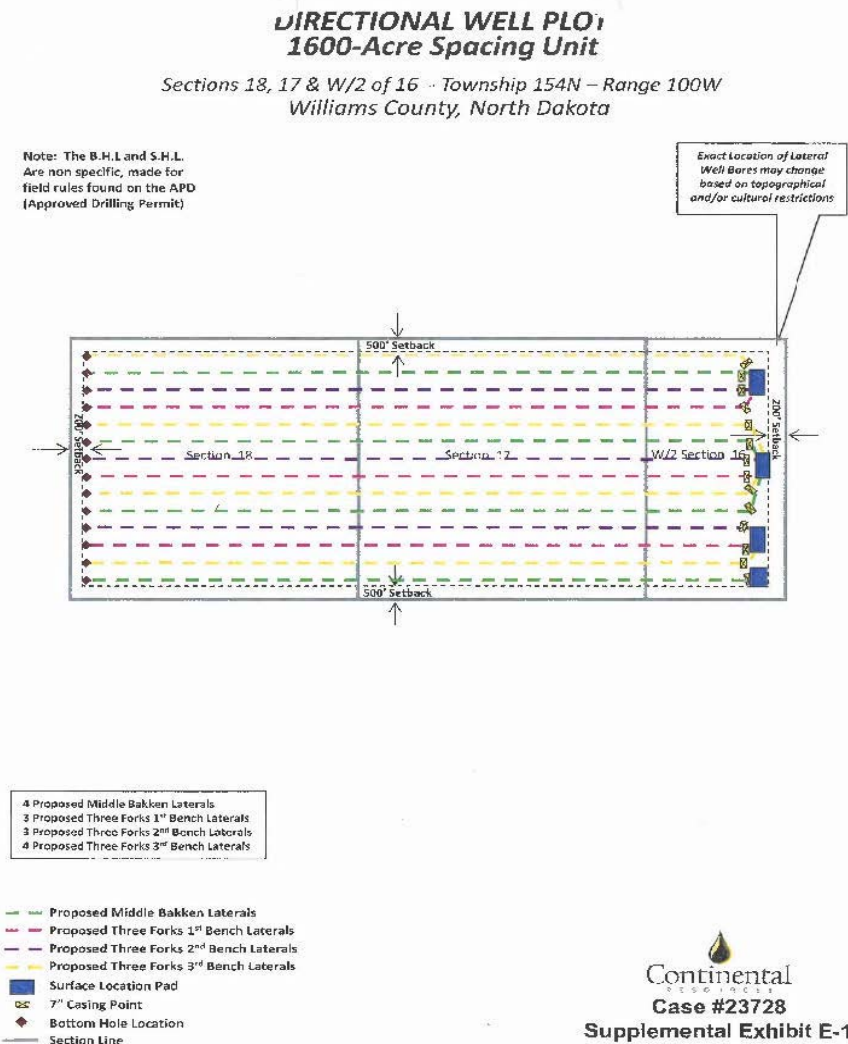 DIRECTIONAL WELL PLOT
1600-Acre Spacing Unit
Sections 18, 17 & W/2 of 16 - Township 154N – Range 100W
Williams County, North Dakota
Note: The B.H.L and S.H.L.
Are non specific, made for
field rules found on the APD
(Approved Drilling Permit)
Exact Location of Lateral
Well Bores may change
based on topographical
and/or cultural restrictions
500' Setback
200' Setback
Section 18
Section 17
W/2 Section 16
200' Setback
500' Setback
4 Proposed Middle Bakken Laterals
3 Proposed Three Forks 1st Bench Laterals
3 Proposed Three Forks 2nd Bench Laterals
4 Proposed Three Forks 3rd Bench Laterals
Proposed Middle Bakken Laterals
Proposed Three Forks 1st Bench Laterals
Proposed Three Forks 2nd Bench Laterals
Proposed Three Forks 3rd Bench Laterals
Surface Location Pad
7" Casing Point
Bottom Hole Location
Section Line
Continental
RESOURCES
Case #23728
Supplemental Exhibit E-1